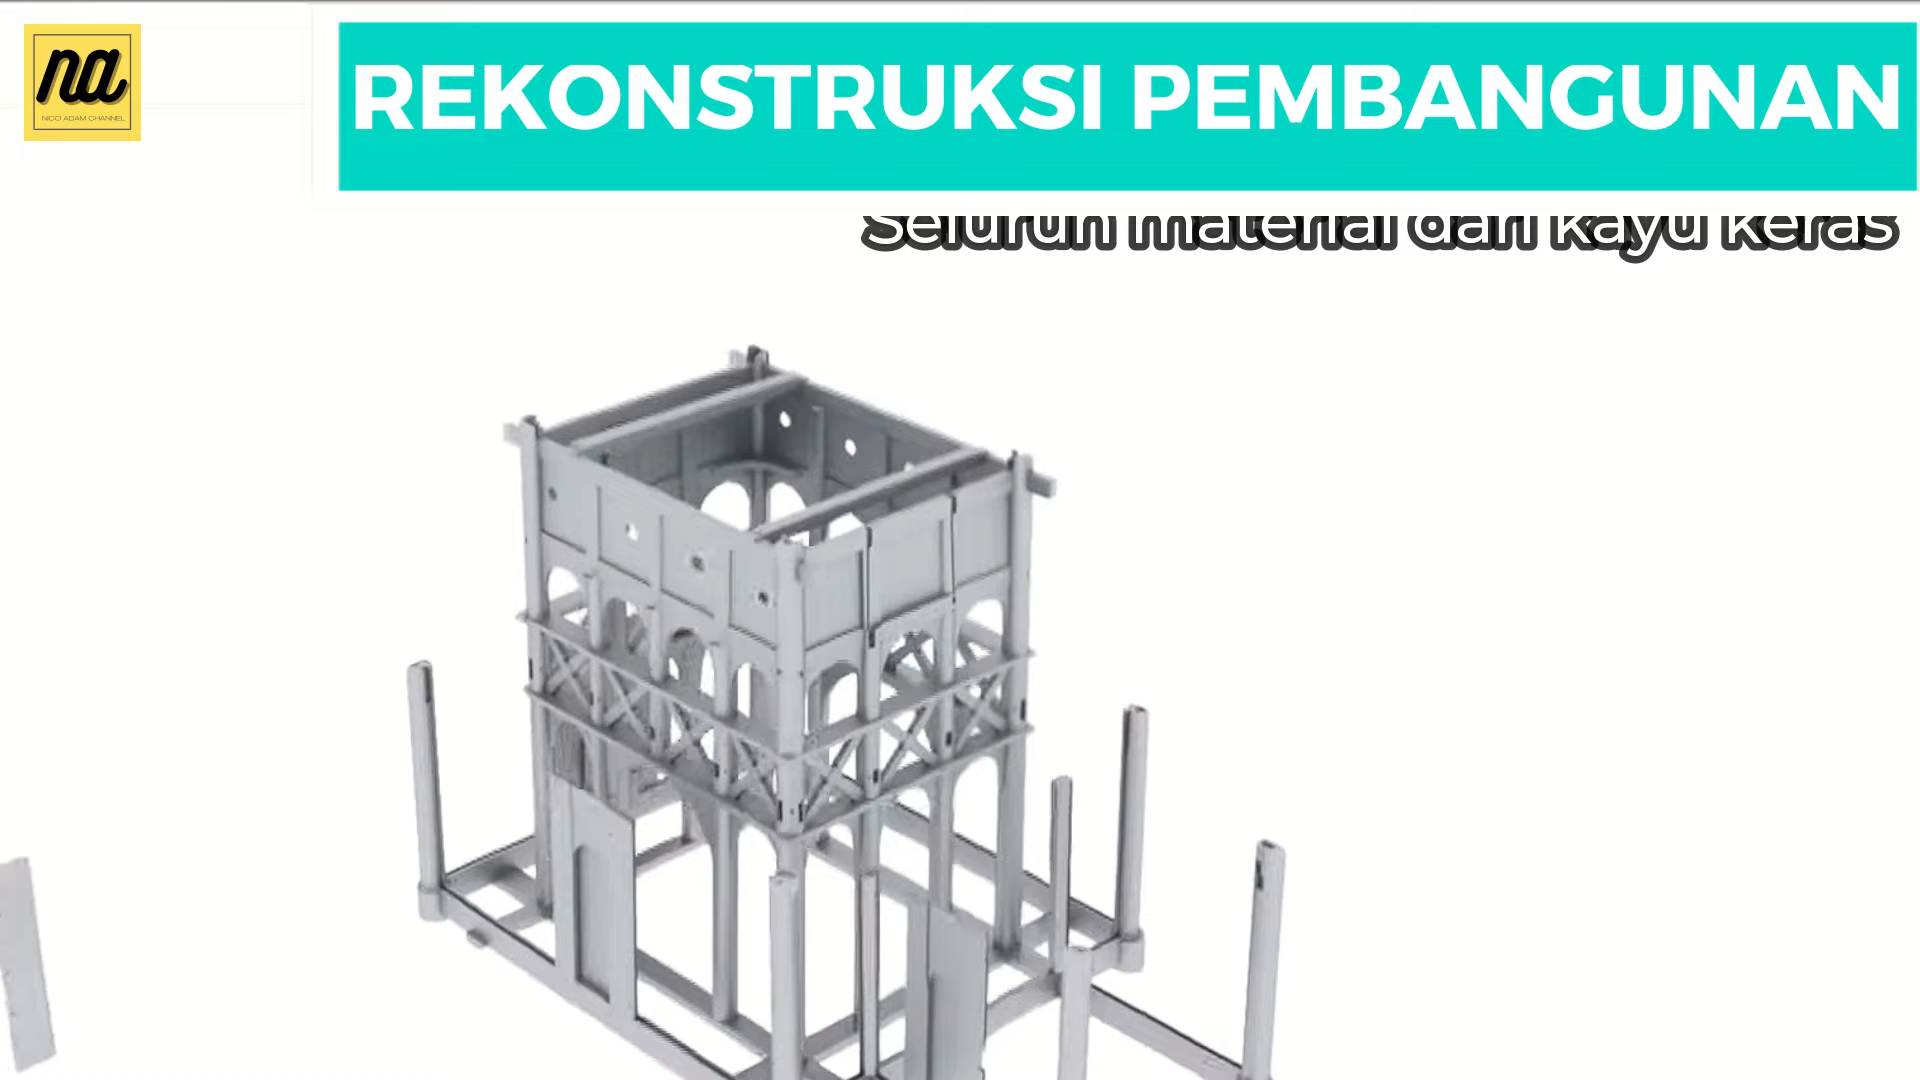 na
NICO ADAM CHANNEL
REKONSTRUKSI PEMBANGUNAN
Seluruh material dari kayu keras